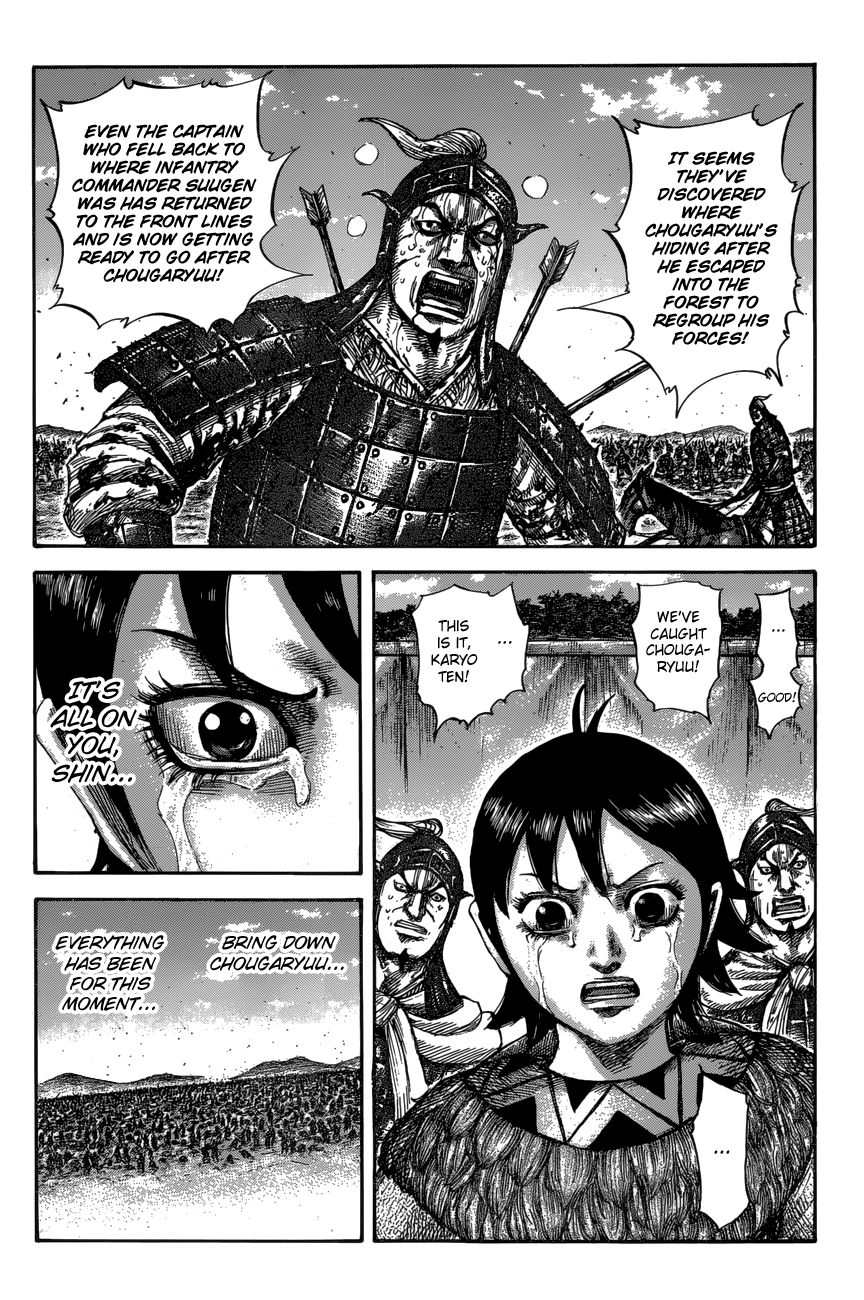 IT SEEMS
THEY'VE
DISCOVERED
WHERE
CHOUGARYUU'S
HIDING AFTER
HE ESCAPED
INTO THE
FOREST TO
REGROUP HIS
FORCES!
EVEN THE CAPTAIN
WHO FELL BACK TO
WHERE INFANTRY
COMMANDER SUUGEN
WAS HAS RETURNED
TO THE FRONT LINES
AND IS NOW GETTING
READY TO GO AFTER
CHOUGARYUU!
...
GOOD!
WE'VE
CAUGHT
CHOUGA-
RYUU!
...
THIS
IS IT,
KARYO
TEN!
...
IT'S
ALL ON
YOU,
SHIN...
BRING DOWN
CHOUGARYUU...
EVERYTHING
HAS BEEN
FOR THIS
MOMENT...